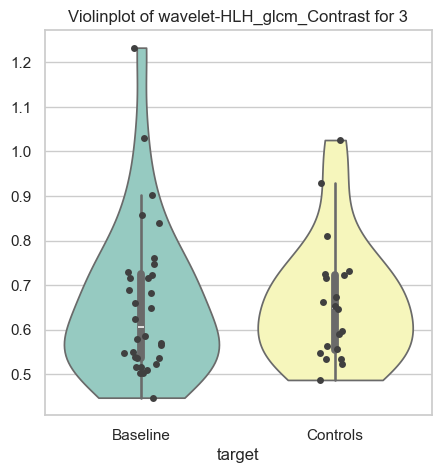 Violinplot of wavelet-HLH_glcm_Contrast for 3
1.2
1.1
1.0
0.9
0.8
0.7
0.6
0.5
Baseline Controls
target